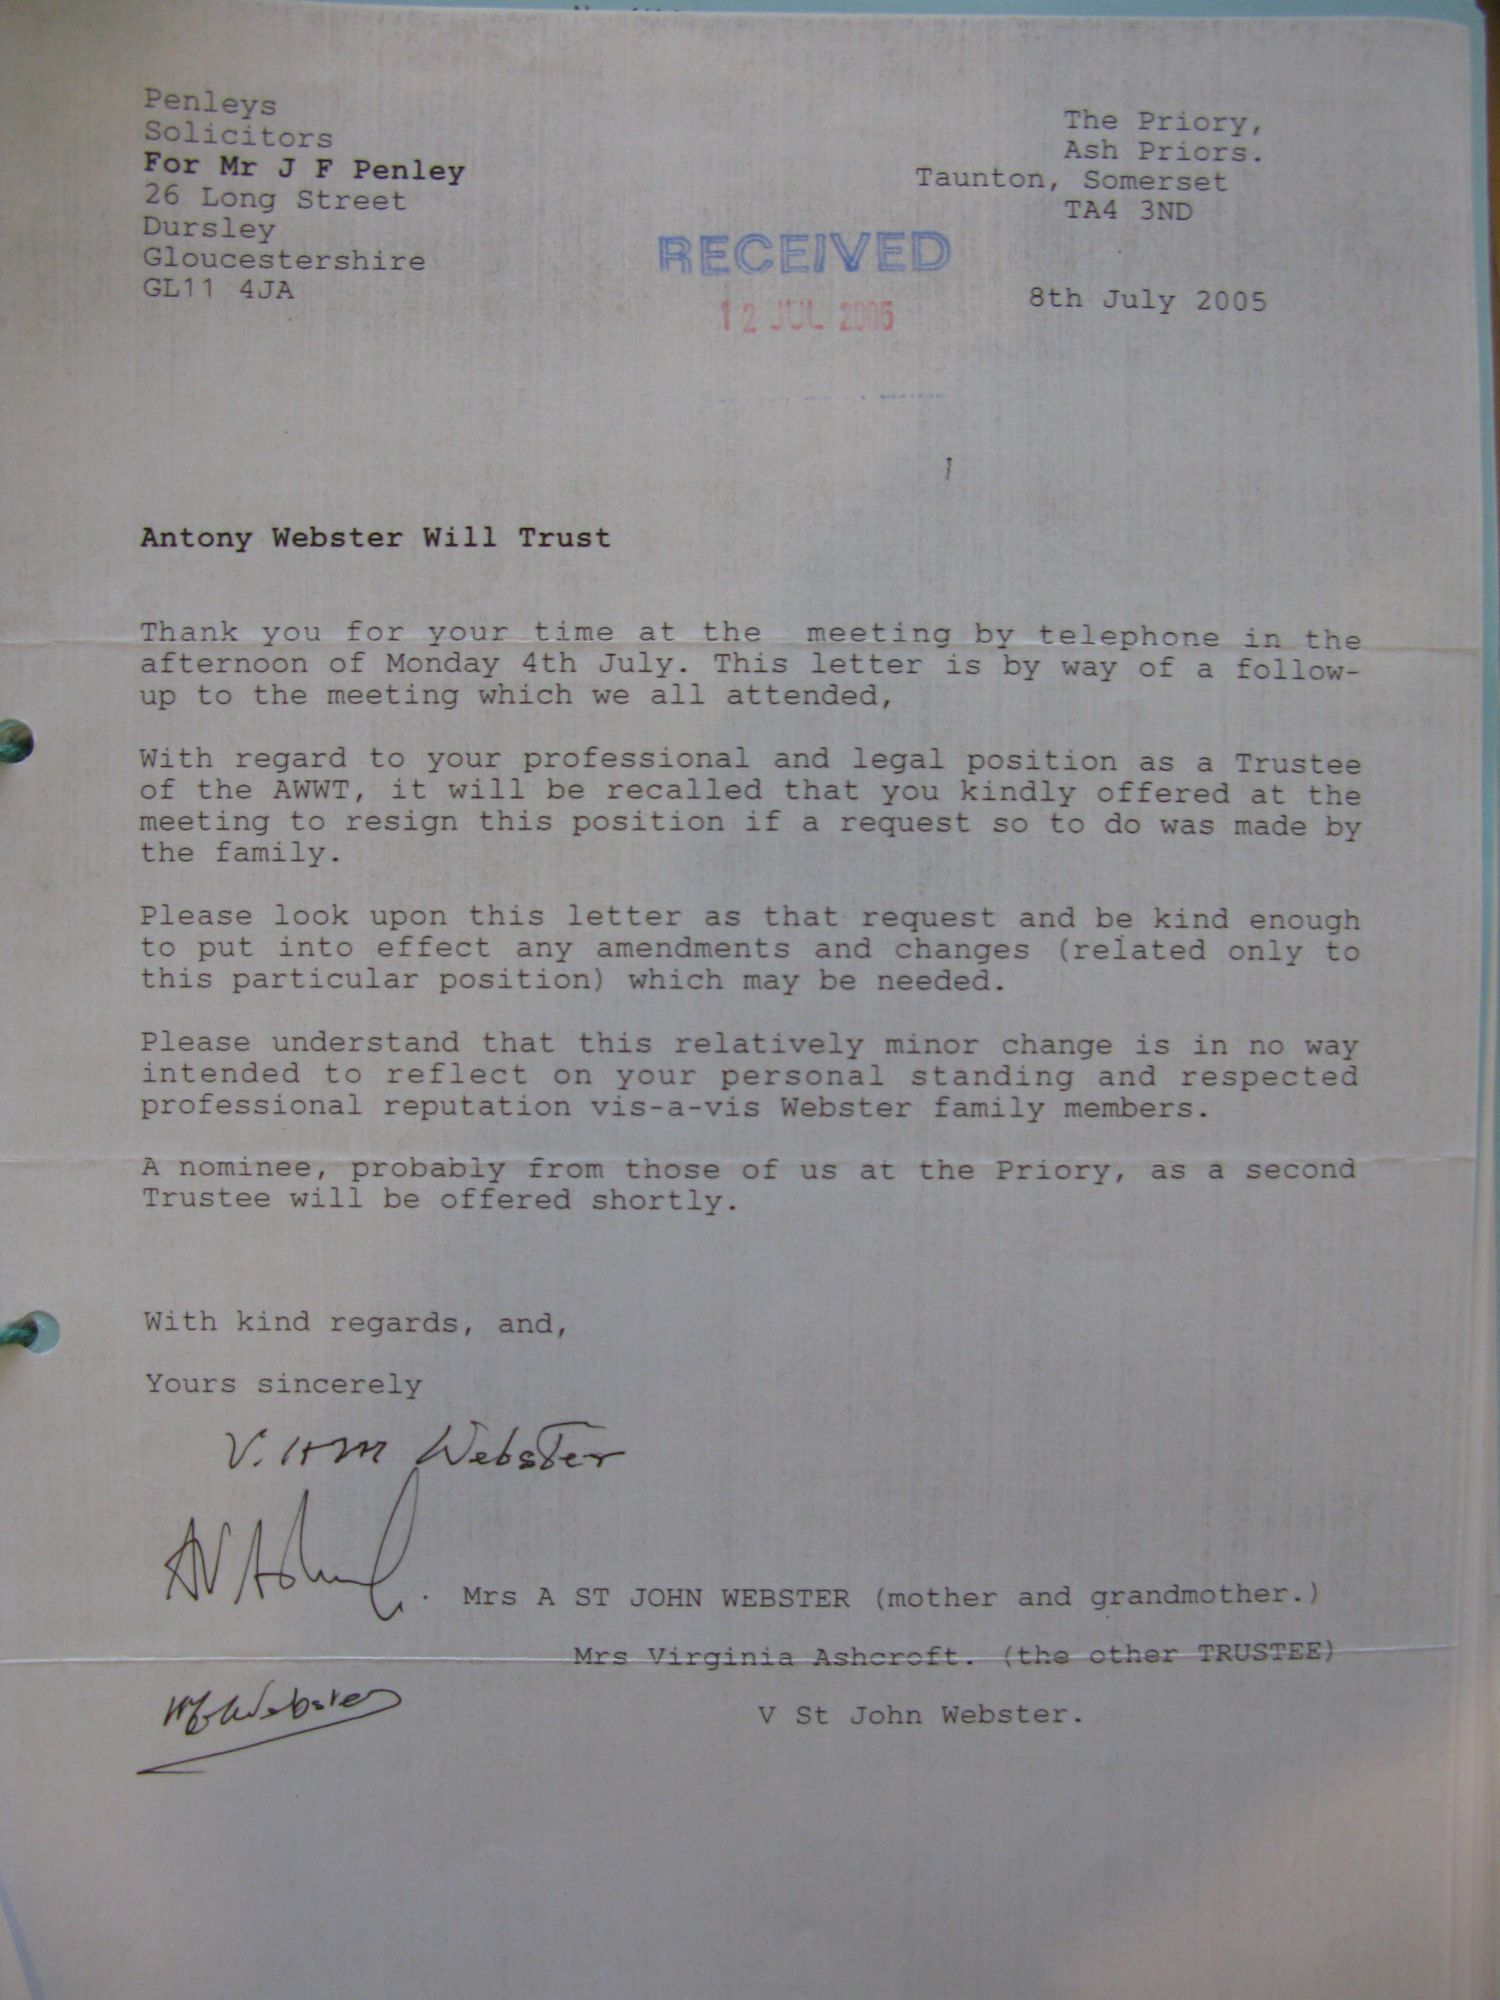 Penleys
Solicitors
For Mr J F Penley
26 Long Street
Dursley
Gloucestershire
GL11 4JA
The Priory,
Ash Priors.
Taunton, Somerset
TA4 3ND
8th July 2005
RECEIVED
12 JUL 2005
Antony Webster Will Trust
Thank you for your time at the meeting by telephone in the
afternoon of Monday 4th July. This letter is by way of a follow-
up to the meeting which we all attended,
With regard to your professional and legal position as a Trustee
of the AWWT, it will be recalled that you kindly offered at the
meeting to resign this position if a request so to do was made by
the family.
Please look upon this letter as that request and be kind enough
to put into effect any amendments and changes (related only to
this particular position) which may be needed.
Please understand that this relatively minor change is in no way
intended to reflect on your personal standing and respected
professional reputation vis-a-vis Webster family members.
A nominee, probably from those of us at the Priory, as a second
Trustee will be offered shortly.
With kind regards, and,
Yours sincerely
V. HM Webster
Mrs A ST JOHN WEBSTER (mother and grandmother.)
Mrs Virginia Ashcroft. (the other TRUSTEE)
Webster
V St John Webster.